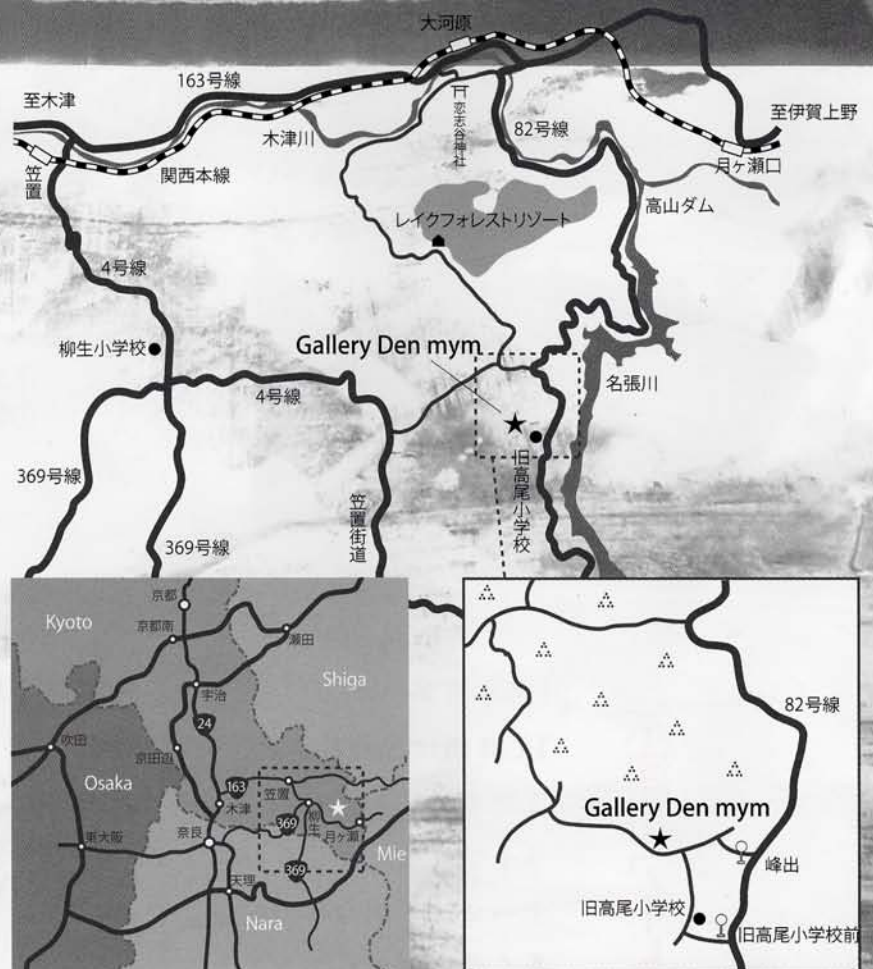 大河原
163号線
至木津
木津川
恋志谷神社
82号線
至伊賀上野
笠置
関西本線
月ヶ瀬口
高山ダム
レイクフォレストリゾート
4号線
柳生小学校
Gallery Den mym
4号線
名張川
369号線
笠置街道
旧高尾小学校
369号線
京都
Kyoto
京都南
瀬田
Shiga
宇治
24
吹田
京田辺
Osaka
163
笠置
木津
柳生
369
奈良
月ヶ瀬
東大阪
Mie
369
天理
Nara
82号線
Gallery Den mym
峰出
旧高尾小学校
旧高尾小学校前